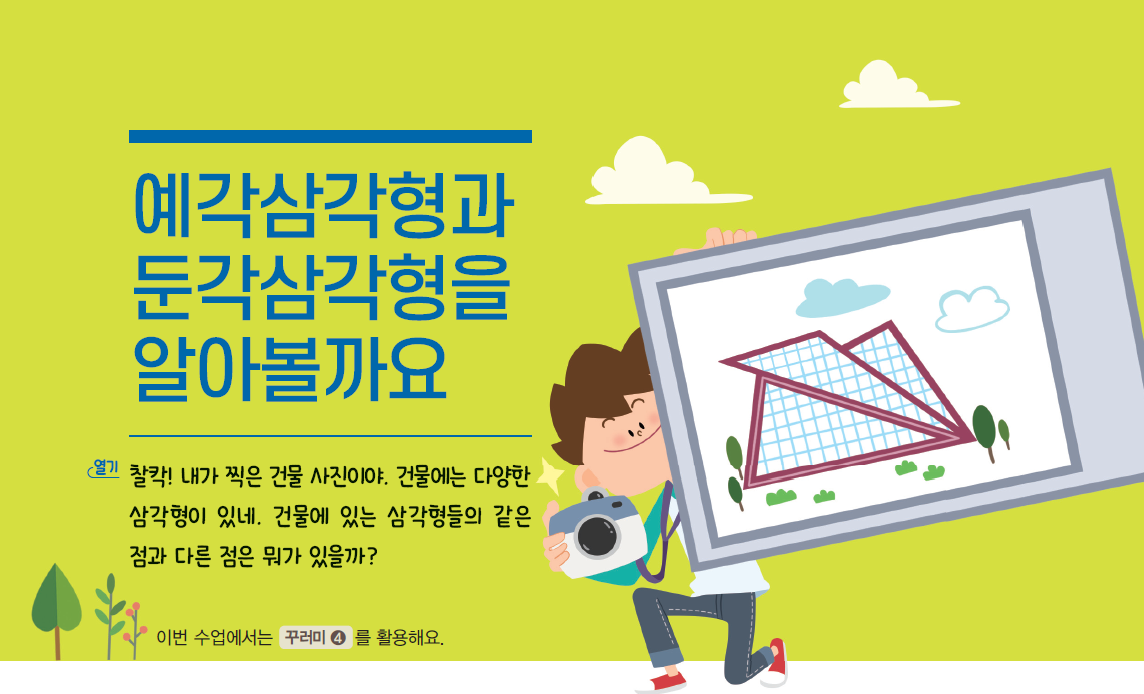 예각삼각형과
둔각삼각형을
알아볼까요
열기 찰칵! 내가 찍은 건물 사진이야. 건물에는 다양한
삼각형이 있네. 건물에 있는 삼각형들의 같은
점과 다른 점은 뭐가 있을까?
이번 수업에서는 꾸러미 ❹ 를 활용해요.